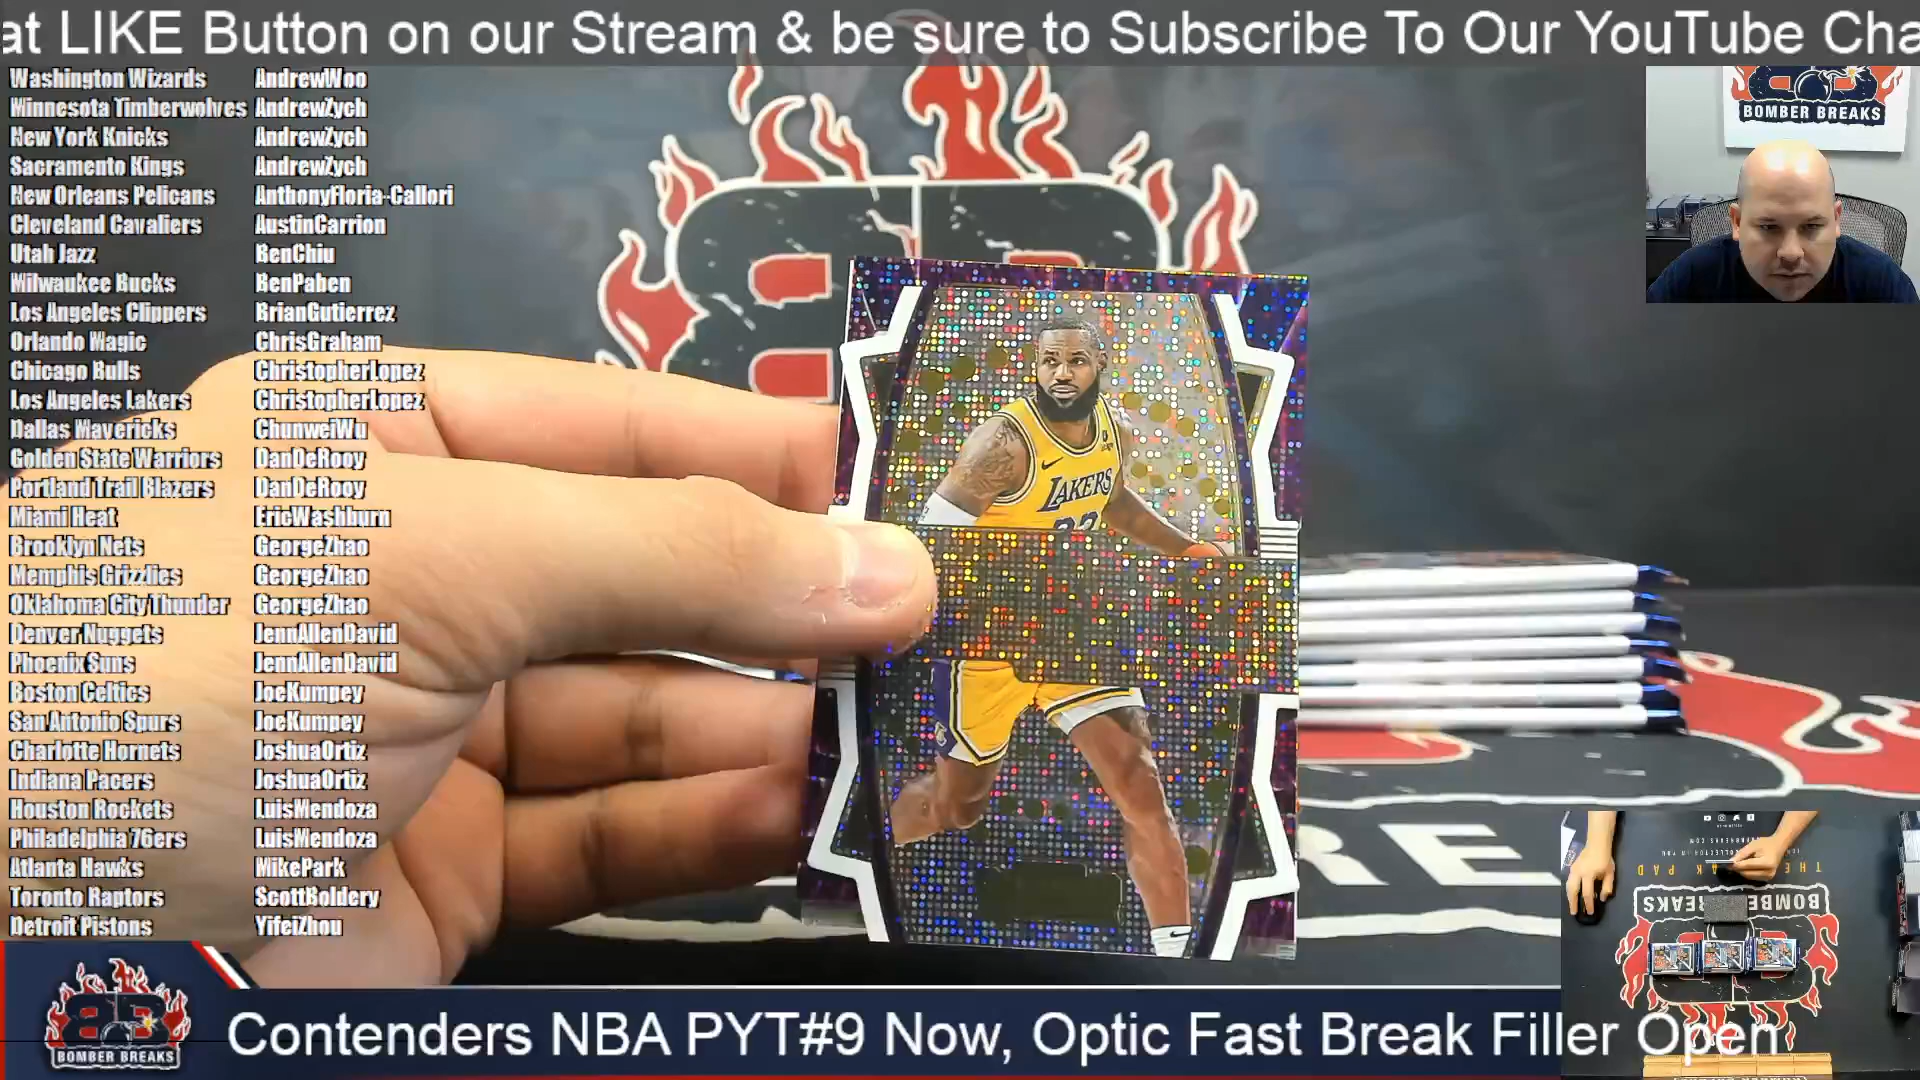 at LIKE Button on our Stream & be sure to Subscribe To Our YouTube Cha
Washington Wizards AndrewWoo
Minnesota Timberwolves AndrewZych
New York Knicks AndrewZych
Sacramento Kings AndrewZych
New Orleans Pelicans AnthonyFloria-Callori
Cleveland Cavaliers AustinCarrion
Utah Jazz BenChiu
Milwaukee Bucks BenPahen
Los Angeles Clippers BrianGutierrez
Orlando Magic ChrisGraham
Chicago Bulls ChristopherLopez
Los Angeles Lakers ChristopherLopez
Dallas Mavericks ChunweiWu
Golden State Warriors DanDeRooy
Portland Trail Blazers DanDeRooy
Miami Heat EricWashburn
Brooklyn Nets GeorgeZhao
Memphis Grizzlies GeorgeZhao
Oklahoma City Thunder GeorgeZhao
Denver Nuggets JennAllenDavid
Phoenix Suns JennAllenDavid
Boston Celtics JoeKumpey
San Antonio Spurs JoeKumpey
Charlotte Hornets JoshuaOrtiz
Indiana Pacers JoshuaOrtiz
Houston Rockets LuisMendoza
Philadelphia 76ers LuisMendoza
Atlanta Hawks MikePark
Toronto Raptors ScottBoldery
Detroit Pistons YifeiZhou
BOMBER BREAKS
LAKERS
RE
BOMBER BREAKS
BOMBER BREAKS
Contenders NBA PYT#9 Now, Optic Fast Break Filler Open